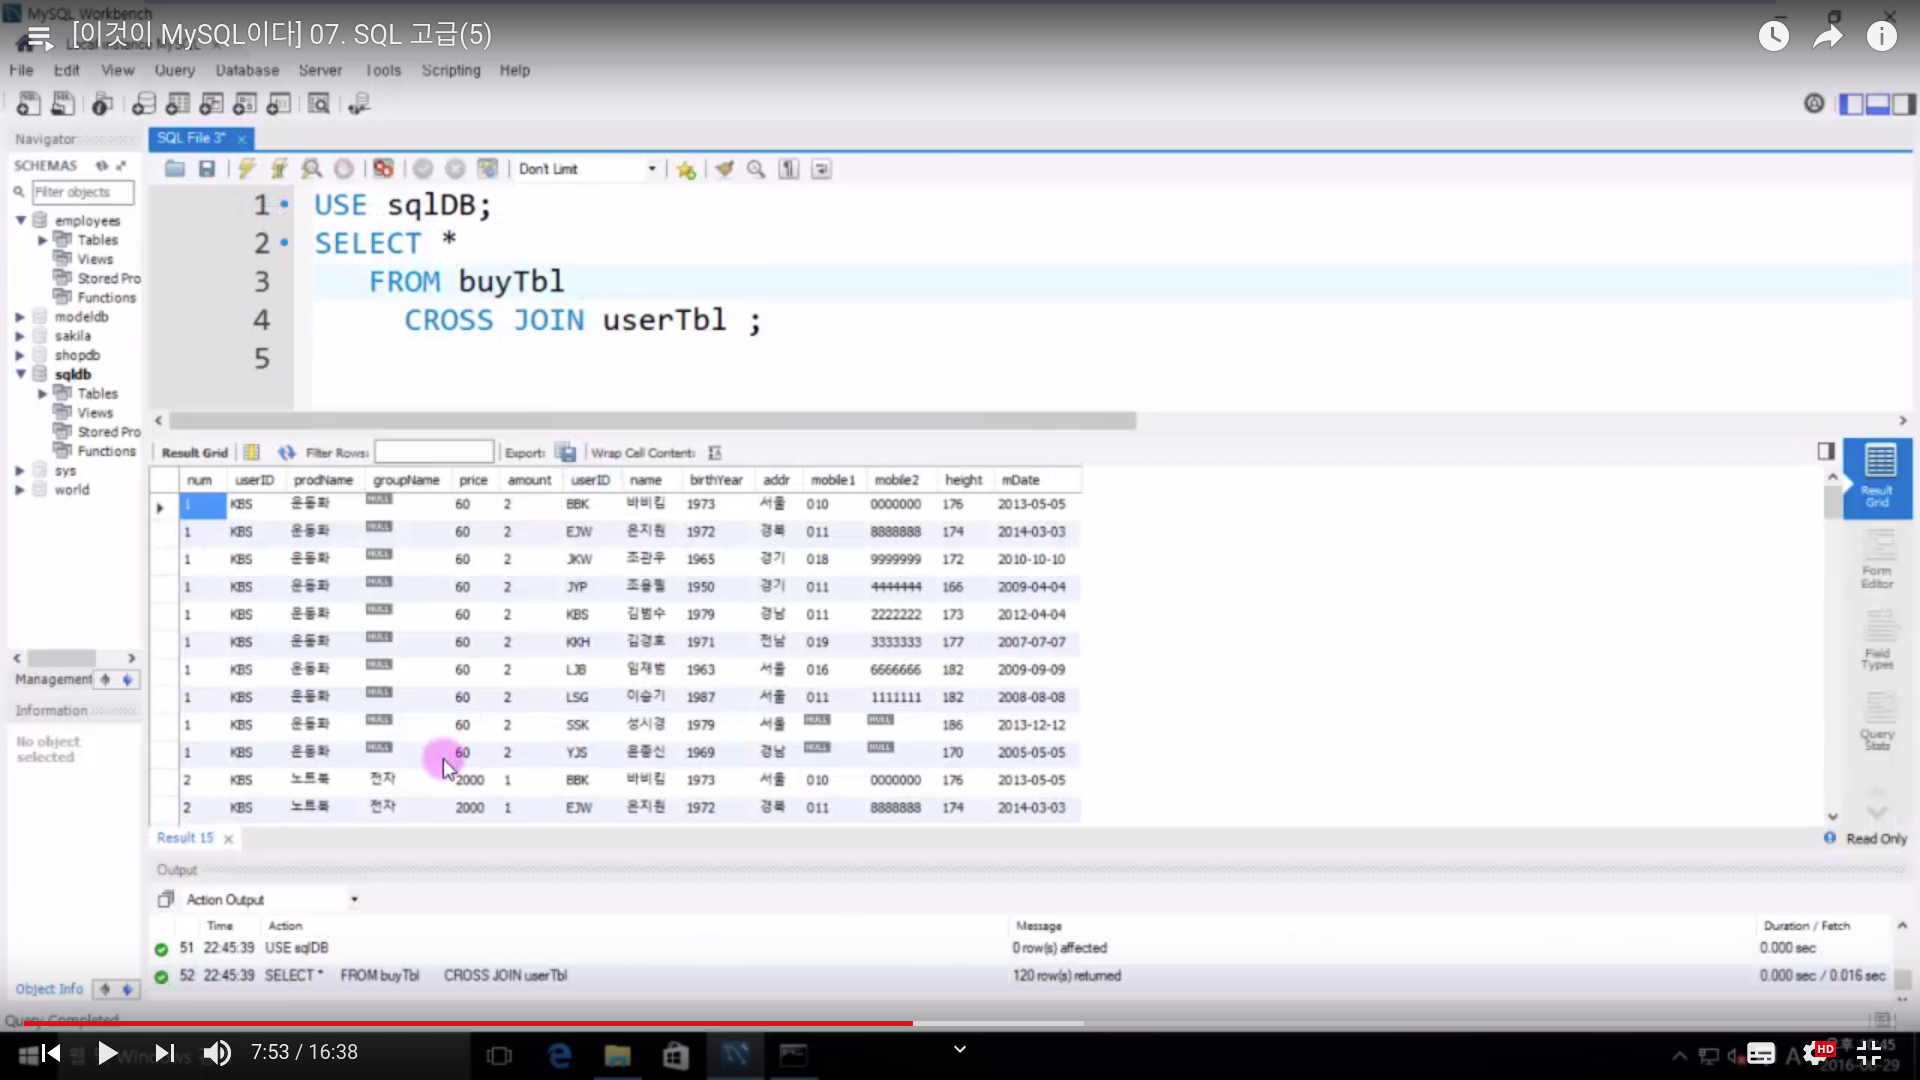 MySQL Workbench
[이것이 MySQL이다] 07. SQL 고급(5)
File Edit View Query Database Server Tools Scripting Help
Navigator
SQL File 3*
SCHEMAS
Don't Limit
Filter objects
employees
Tables
Views
Stored Pro
Functions
modeldb
sakila
shopdb
sqldb
Tables
Views
Stored Pro
Functions
sys
world
Management
Information
No object
selected
Object Info
1 USE sqlDB;
2 SELECT *
3 FROM buyTbl
4 CROSS JOIN userTbl ;
5
Result Grid Filter Rows: Export: Wrap Cell Content:
num userID prodName groupName price amount userID name birthYear addr mobile1 mobile2 height mDate
1 KBS 운동화 NULL 60 2 BBK 바비킴 1973 서울 010 0000000 176 2013-05-05
1 KBS 운동화 NULL 60 2 EJW 은지원 1972 경북 011 8888888 174 2014-03-03
1 KBS 운동화 NULL 60 2 JKW 조관우 1965 경기 018 9999999 172 2010-10-10
1 KBS 운동화 NULL 60 2 JYP 조용필 1950 경기 011 4444444 166 2009-04-04
1 KBS 운동화 NULL 60 2 KBS 김범수 1979 경남 011 2222222 173 2012-04-04
1 KBS 운동화 NULL 60 2 KKH 김경호 1971 전남 019 3333333 177 2007-07-07
1 KBS 운동화 NULL 60 2 LJB 임재범 1963 서울 016 6666666 182 2009-09-09
1 KBS 운동화 NULL 60 2 LSG 이승기 1987 서울 011 1111111 182 2008-08-08
1 KBS 운동화 NULL 60 2 SSK 성시경 1979 서울 NULL NULL 186 2013-12-12
1 KBS 운동화 NULL 60 2 YJS 윤종신 1969 경남 NULL NULL 170 2005-05-05
2 KBS 노트북 전자 2000 1 BBK 바비킴 1973 서울 010 0000000 176 2013-05-05
2 KBS 노트북 전자 2000 1 EJW 은지원 1972 경북 011 8888888 174 2014-03-03
Result
Grid
Form
Editor
Field
Types
Query
Stats
Result 15
Read Only
Output
Action Output
Time Action Message Duration / Fetch
51 22:45:39 USE sqlDB 0 row(s) affected 0.000 sec
52 22:45:39 SELECT * FROM buyTbl CROSS JOIN userTbl 120 row(s) returned 0.000 sec / 0.016 sec
Query Completed
7:53 / 16:38
HD